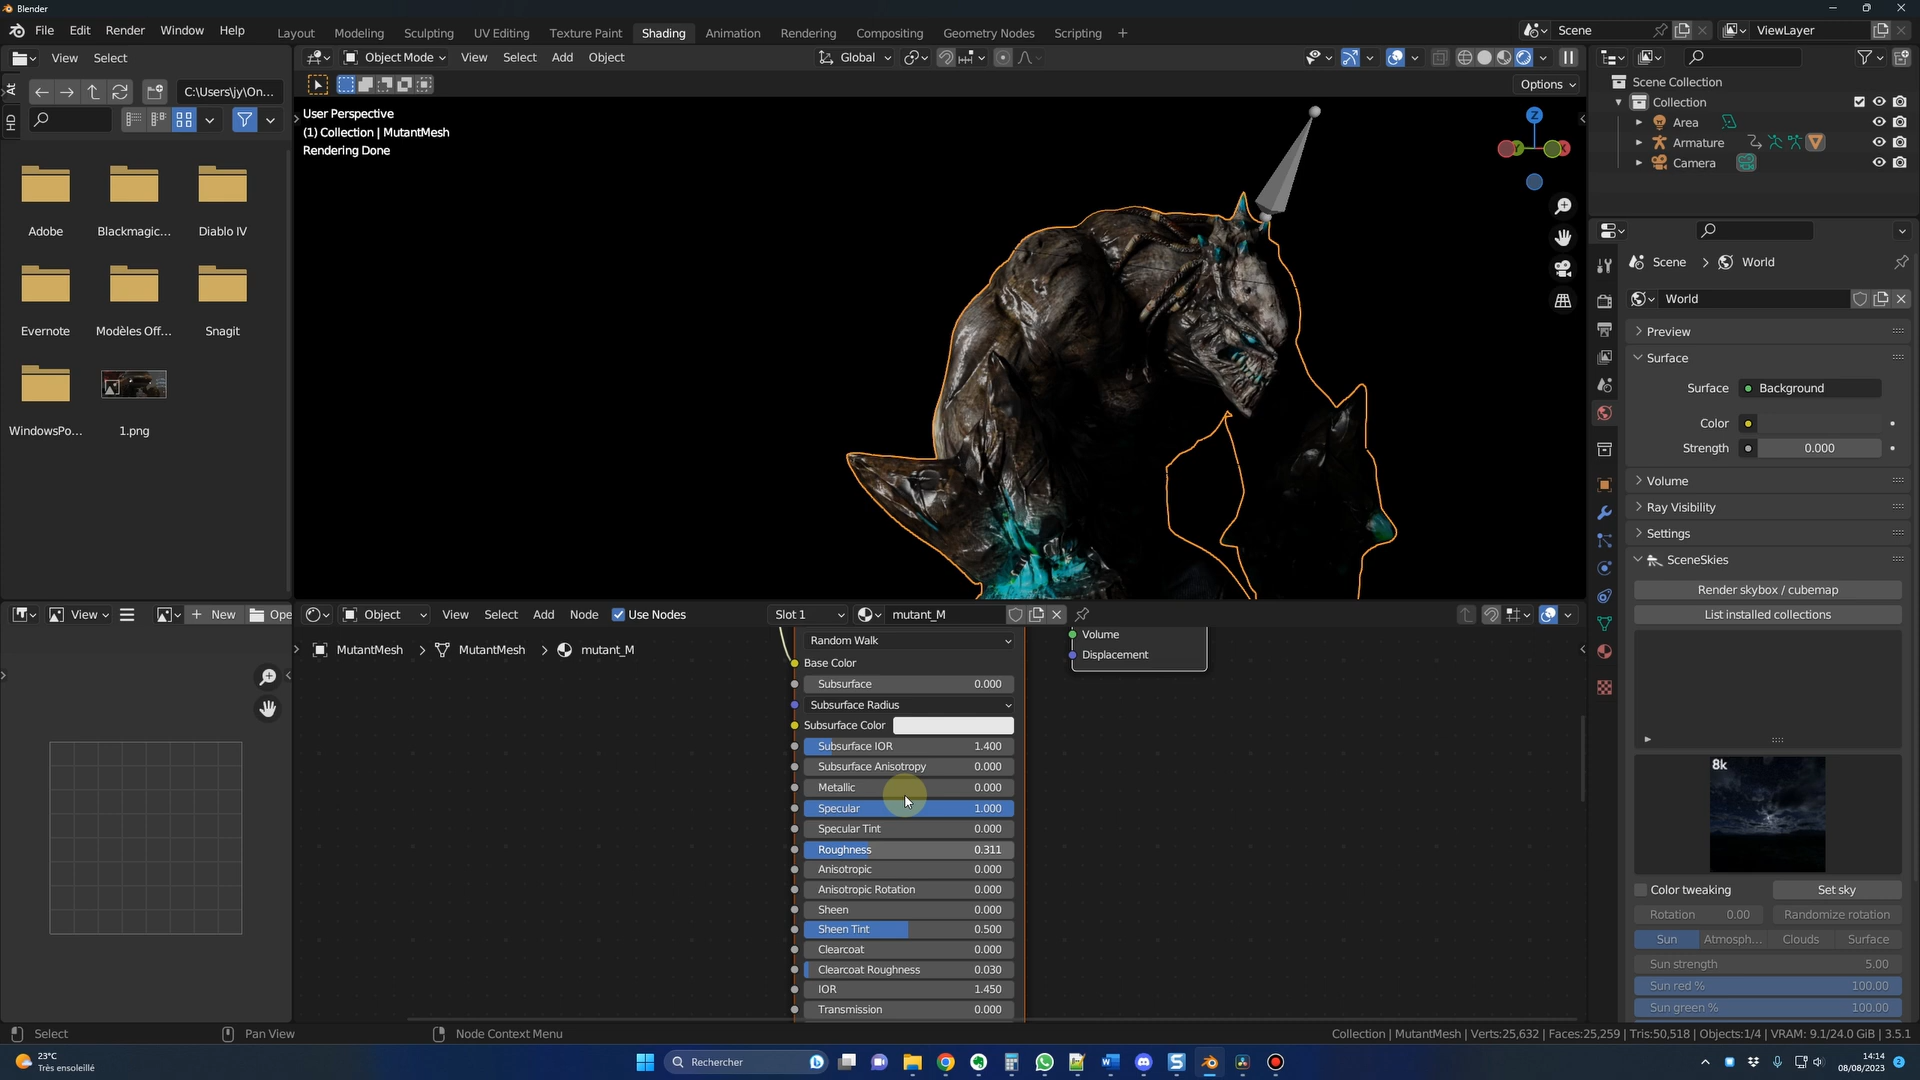 Blender
File Edit Render Window Help
Layout Modeling Sculpting UV Editing Texture Paint Shading Animation Rendering Compositing Geometry Nodes Scripting +
Scene
ViewLayer
View Select
Object Mode View Select Add Object
Global
Options
C:\Users\jy\On...
User Perspective
(1) Collection | MutantMesh
Rendering Done
Adobe
Blackmagic...
Diablo IV
Evernote
Modèles Off...
Snagit
WindowsPo...
1.png
Z
Y
X
Scene Collection
Collection
Area
Armature
Camera
Scene > World
World
Preview
Surface
Surface Background
Color
Strength 0.000
Volume
Ray Visibility
Settings
SceneSkies
Render skybox / cubemap
List installed collections
8k
Color tweaking Set sky
Rotation 0.00 Randomize rotation
Sun Atmosph... Clouds Surface
Sun strength 5.00
Sun red % 100.00
Sun green % 100.00
View + New Ope
Object View Select Add Node Use Nodes Slot 1 mutant_M
MutantMesh > MutantMesh > mutant_M
Random Walk
Base Color
Subsurface 0.000
Subsurface Radius
Subsurface Color
Subsurface IOR 1.400
Subsurface Anisotropy 0.000
Metallic 0.000
Specular 1.000
Specular Tint 0.000
Roughness 0.311
Anisotropic 0.000
Anisotropic Rotation 0.000
Sheen 0.000
Sheen Tint 0.500
Clearcoat 0.000
Clearcoat Roughness 0.030
IOR 1.450
Transmission 0.000
Volume
Displacement
Select Pan View Node Context Menu
Collection | MutantMesh | Verts:25,632 | Faces:25,259 | Tris:50,518 | Objects:1/4 | VRAM: 9.1/24.0 GiB | 3.5.1
23°C
Très ensoleillé
Rechercher
14:14
08/08/2023
2